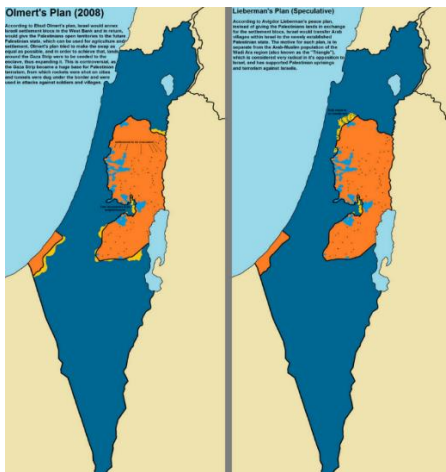 Olmert's Plan (2008)
According to Ehud Olmert's plan, Israel would annex
Israeli settlement blocs in the West Bank and in return,
would give the Palestinians open territories to the future
Palestinian state, which can be used for agriculture and
settlement. Olmert's plan tried to make the swap as
equal as possible, and in order to achieve that, lands
around the Gaza Strip were to be ceded to the
enclave, thus expanding it. This is controversial, as
the Gaza Strip became a huge base for Palestinian
terrorism, from which rockets were shot on cities
and tunnels were dug under the border and were
used in attacks against soldiers and villages.
Lieberman's Plan (Speculative)
According to Avigdor Lieberman's peace plan,
instead of giving the Palestinians lands in exchange
for the settlement blocs, Israel would transfer Arab
villages within Israel to the newly established
Palestinian state. The motive for such plan, is to
separate from the Arab-Muslim population of the
Wadi Ara region (also known as the "Triangle"),
which is considered very radical in it's opposition to
Israel, and has supported Palestinian uprisings
and terrorism against Israelis.